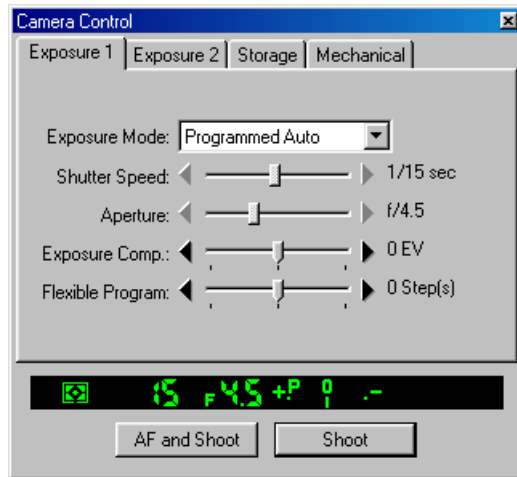 Camera Control
Exposure 1 Exposure 2 Storage Mechanical
Exposure Mode: Programmed Auto
Shutter Speed: 1/15 sec
Aperture: f/4.5
Exposure Comp.: 0 EV
Flexible Program: 0 Step(s)
15 F4.5 +.P
AF and Shoot Shoot